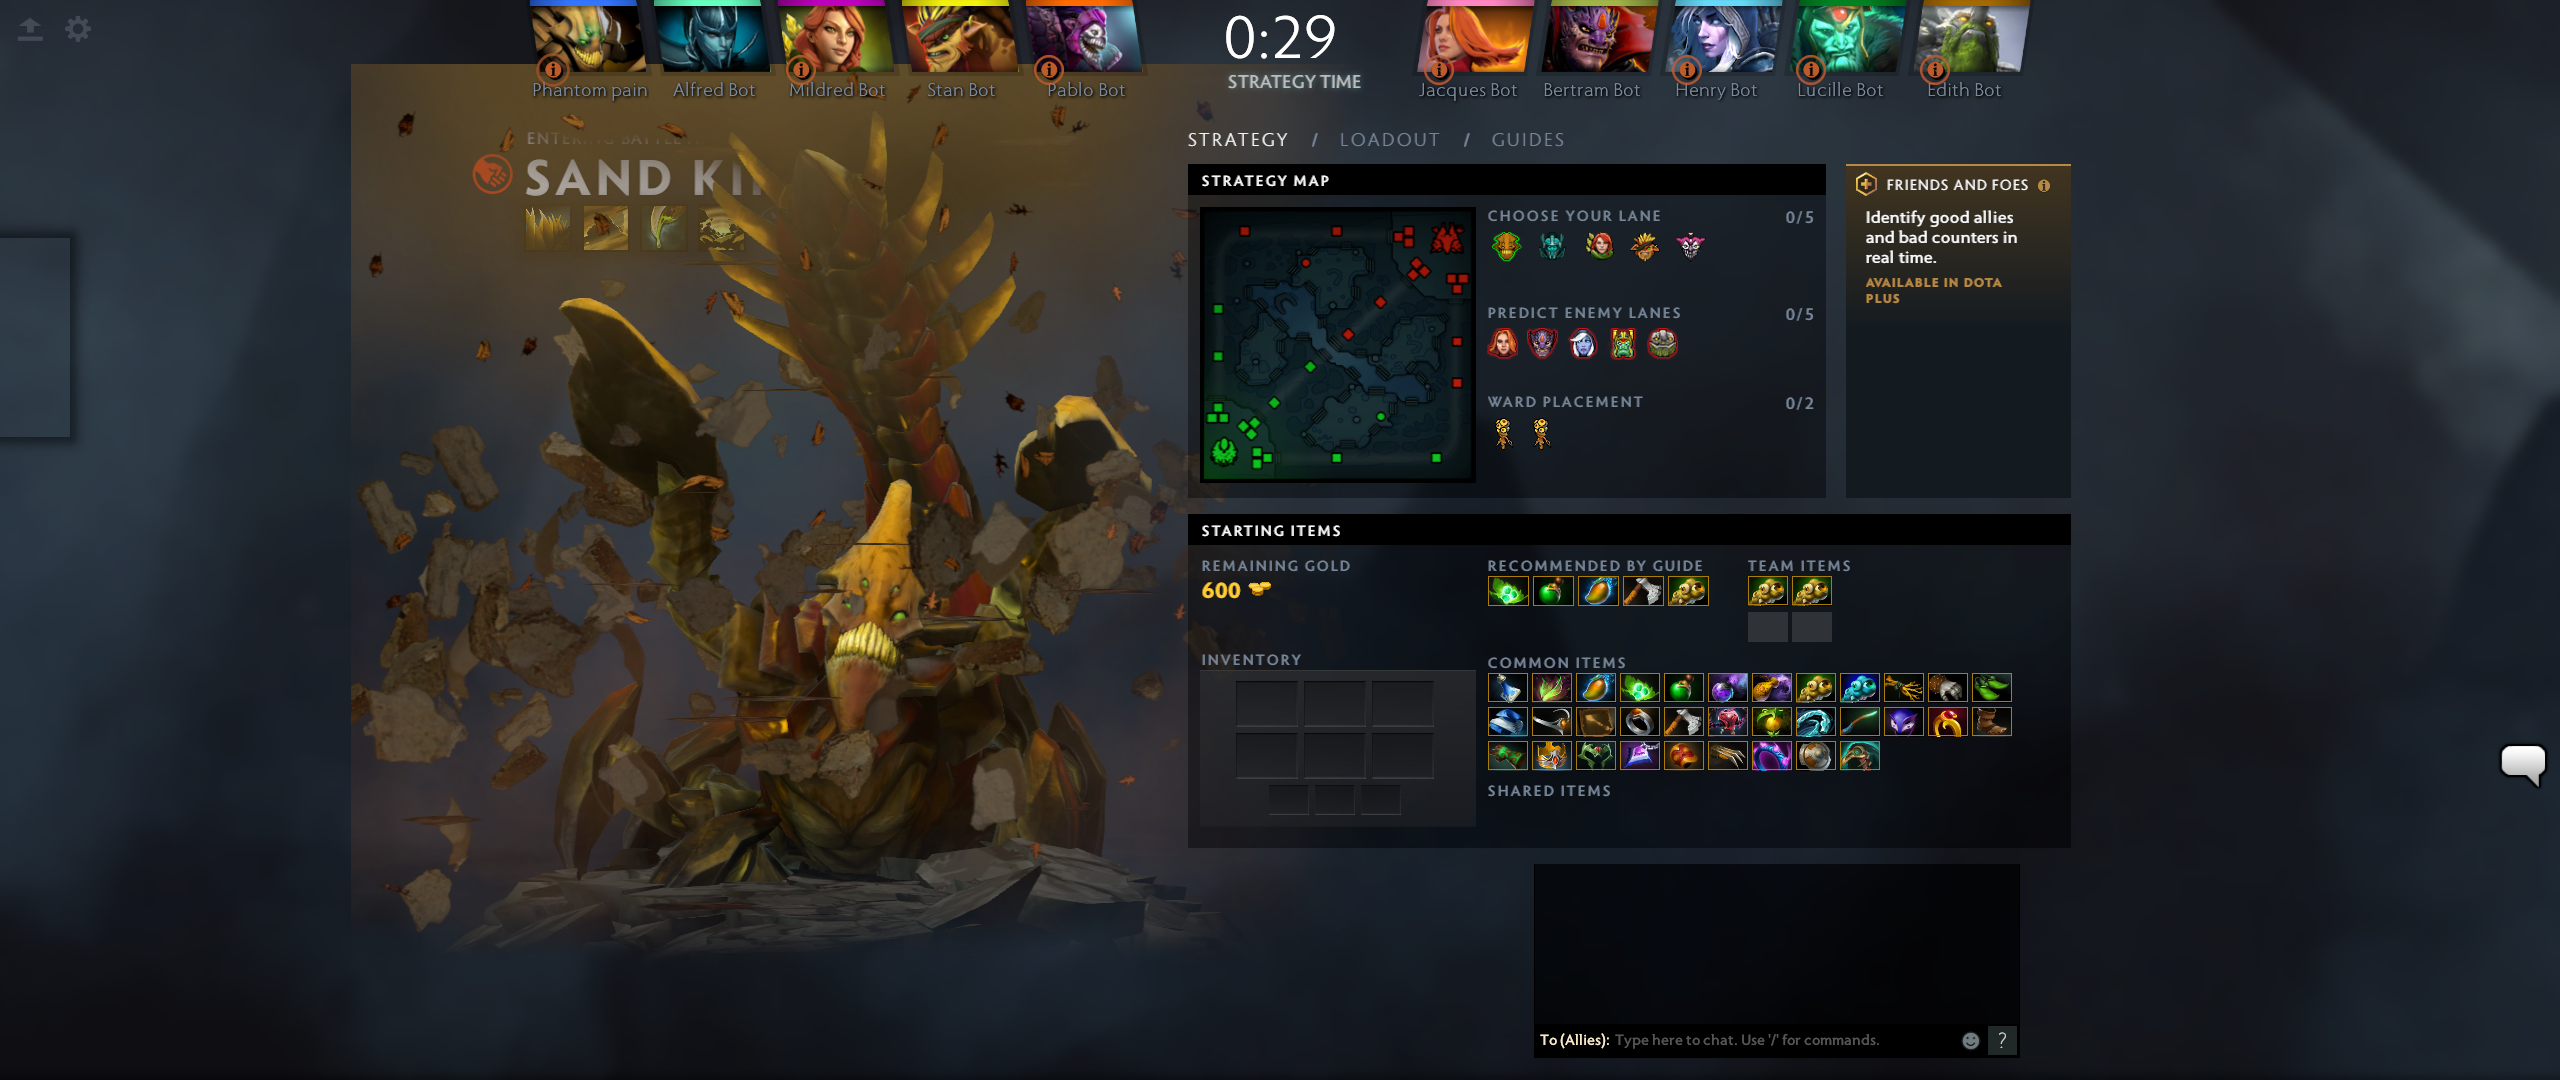 0:29
STRATEGY TIME
Phantom pain
Alfred Bot
Mildred Bot
Stan Bot
Pablo Bot
Jacques Bot
Bertram Bot
Henry Bot
Lucille Bot
Edith Bot
SAND KI
STRATEGY / LOADOUT / GUIDES
STRATEGY MAP
CHOOSE YOUR LANE 0/5
PREDICT ENEMY LANES 0/5
WARD PLACEMENT 0/2
FRIENDS AND FOES
Identify good allies
and bad counters in
real time.
AVAILABLE IN DOTA
PLUS
STARTING ITEMS
REMAINING GOLD
600
RECOMMENDED BY GUIDE
TEAM ITEMS
INVENTORY
COMMON ITEMS
SHARED ITEMS
To (Allies): Type here to chat. Use '/' for commands.
?